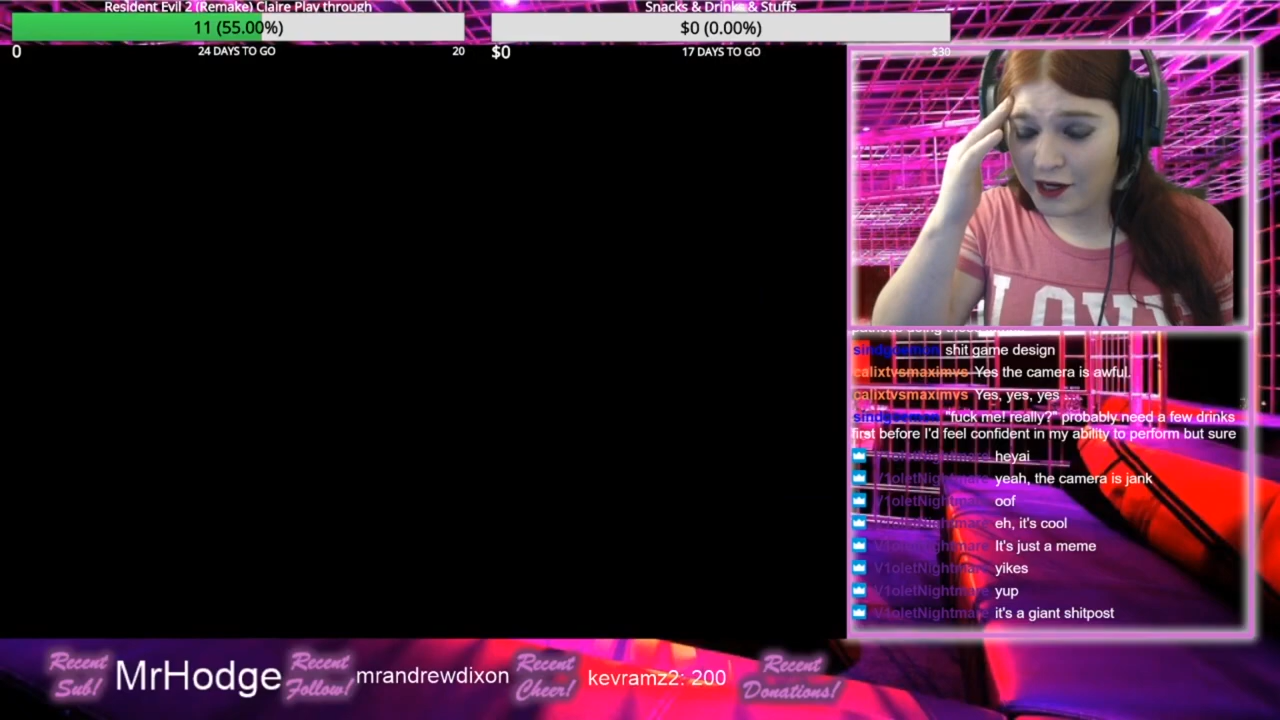 Resident Evil 2 (Remake) Claire Play through
11 (55.00%)
0
24 DAYS TO GO
20
Snacks & Drinks & Stuffs
$0 (0.00%)
$0
17 DAYS TO GO
$30
LOVE
shit game design
calixtvsmaximvs Yes the camera is awful.
calixtvsmaximvs Yes, yes, yes ....
"fuck me! really?" probably need a few drinks
first before I'd feel confident in my ability to perform but sure
V1oletNightmare heyai
V1oletNightmare yeah, the camera is jank
V1oletNightmare oof
V1oletNightmare eh, it's cool
V1oletNightmare It's just a meme
V1oletNightmare yikes
V1oletNightmare yup
V1oletNightmare it's a giant shitpost
Recent Sub!
MrHodge
Recent Follow!
mrandrewdixon
Recent Cheer!
kevramz2: 200
Recent Donations!